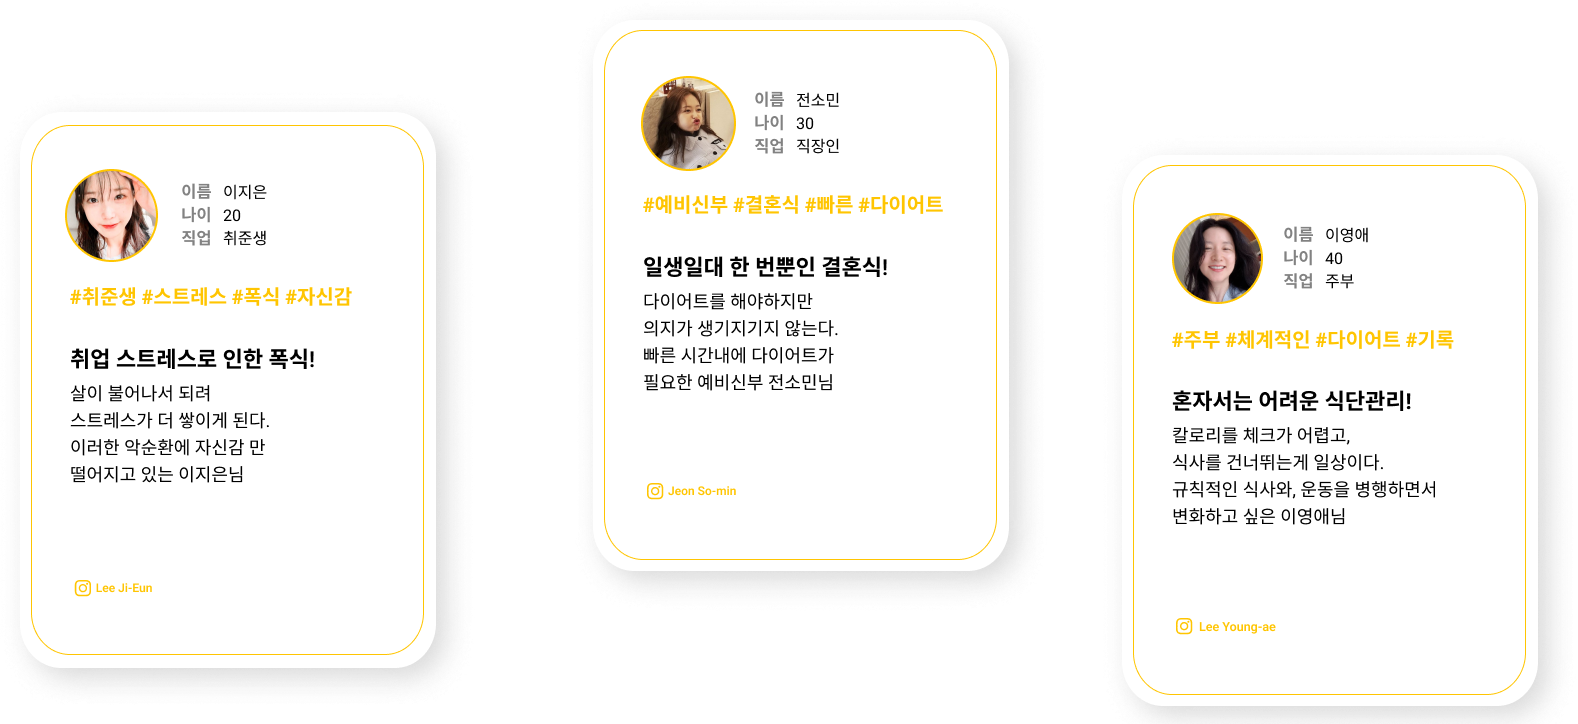 이름 이지은
나이 20
직업 취준생
#취준생 #스트레스 #폭식 #자신감
취업 스트레스로 인한 폭식!
살이 불어나서 되려
스트레스가 더 쌓이게 된다.
이러한 악순환에 자신감 만
떨어지고 있는 이지은님
Lee Ji-Eun
이름 전소민
나이 30
직업 직장인
#예비신부 #결혼식 #빠른 #다이어트
일생일대 한 번뿐인 결혼식!
다이어트를 해야하지만
의지가 생기지기지 않는다.
빠른 시간내에 다이어트가
필요한 예비신부 전소민님
Jeon So-min
이름 이영애
나이 40
직업 주부
#주부 #체계적인 #다이어트 #기록
혼자서는 어려운 식단관리!
칼로리를 체크가 어렵고,
식사를 건너뛰는게 일상이다.
규칙적인 식사와, 운동을 병행하면서
변화하고 싶은 이영애님
Lee Young-ae